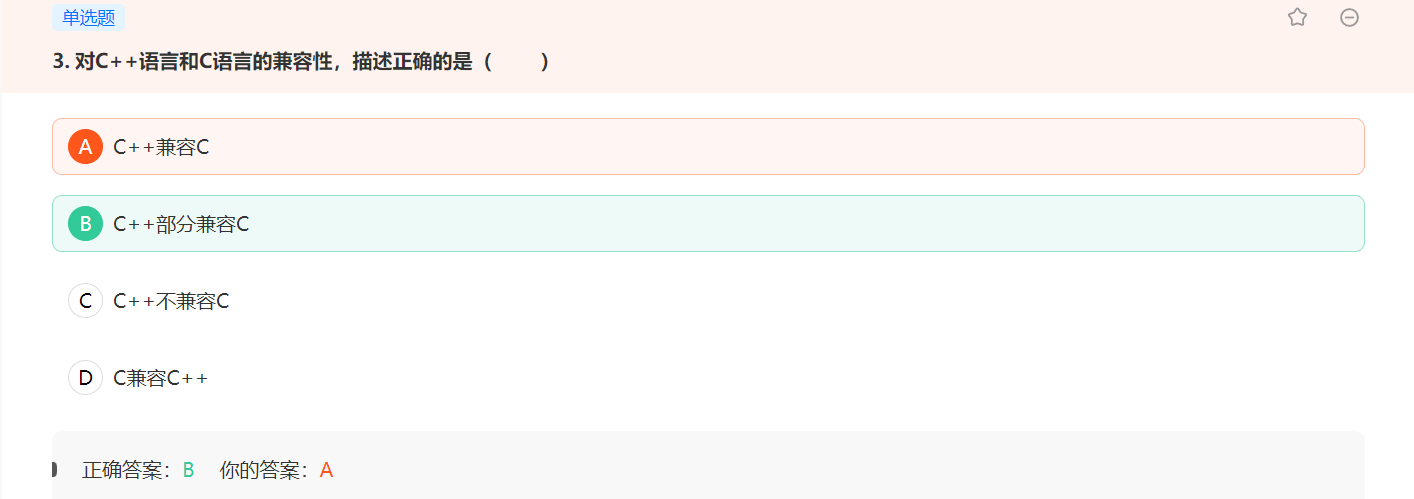 单选题
3. 对C++语言和C语言的兼容性，描述正确的是（　　）
A C++兼容C
B C++部分兼容C
C C++不兼容C
D C兼容C++
正确答案：B 你的答案：A